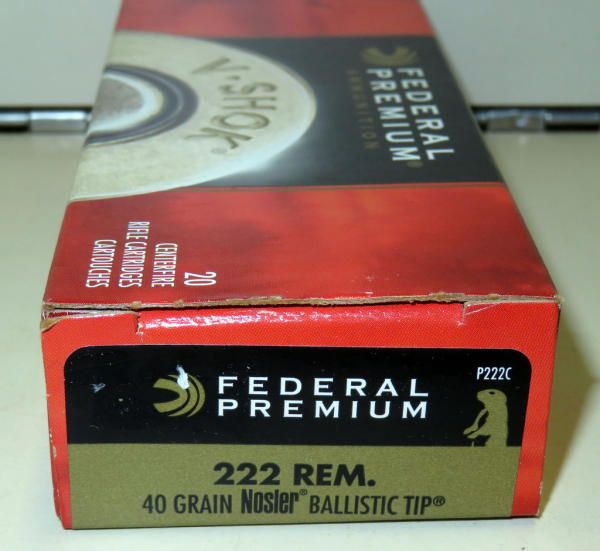 V·SHOK®
FEDERAL
PREMIUM®
AMMUNITION
20
CENTERFIRE
RIFLE CARTRIDGES
CARTOUCHES
P222C
FEDERAL
PREMIUM
222 REM.
40 GRAIN Nosler® BALLISTIC TIP®